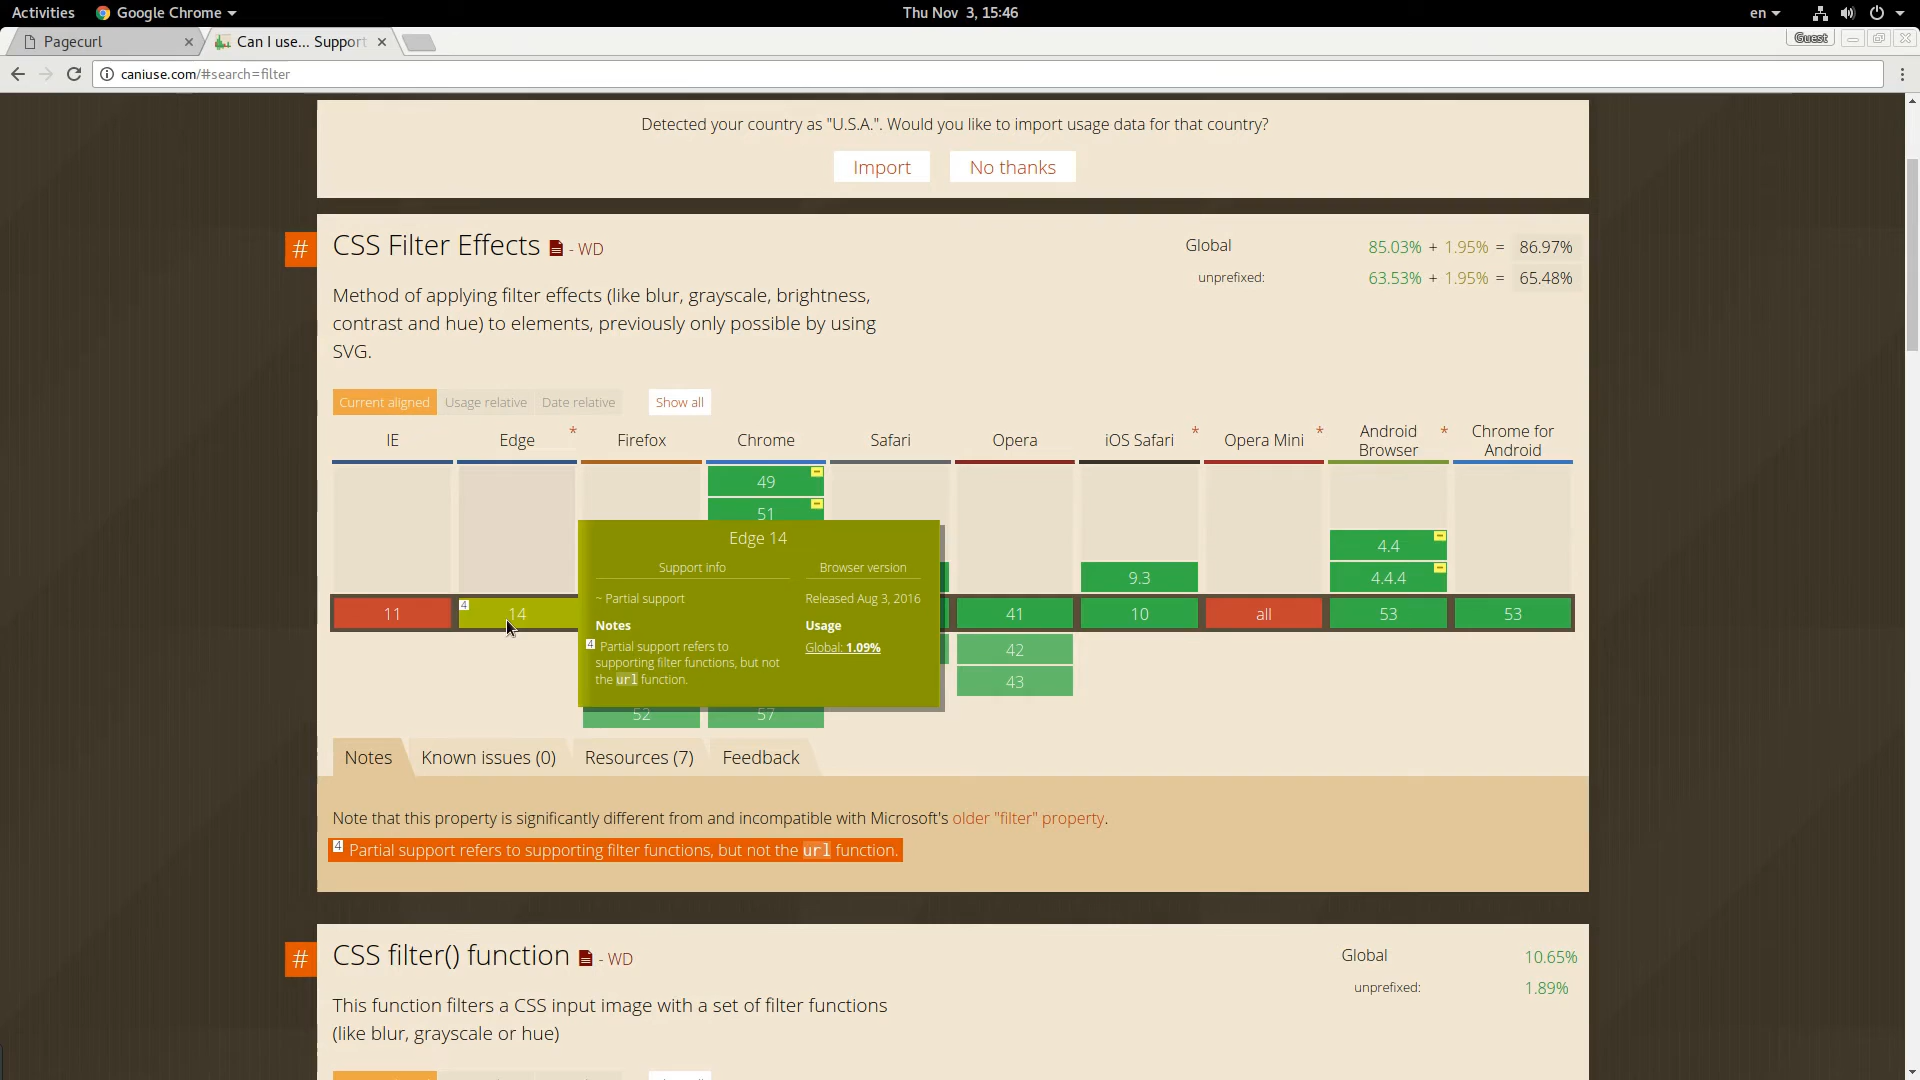 Activities Google Chrome Thu Nov 3, 15:46 en
Pagecurl Can I use... Support Guest
caniuse.com/#search=filter
Detected your country as "U.S.A.". Would you like to import usage data for that country?
Import No thanks
# CSS Filter Effects - WD
Global 85.03% + 1.95% = 86.97%
unprefixed: 63.53% + 1.95% = 65.48%
Method of applying filter effects (like blur, grayscale, brightness,
contrast and hue) to elements, previously only possible by using
SVG.
Current aligned Usage relative Date relative Show all
IE Edge * Firefox Chrome Safari Opera iOS Safari * Opera Mini * Android Browser * Chrome for Android
49
51
4.4
9.3 4.4.4
11 4 14 41 10 all 53 53
42
43
52 57
Edge 14
Support info Browser version
~ Partial support Released Aug 3, 2016
Notes Usage
4 Partial support refers to Global: 1.09%
supporting filter functions, but not
the url function.
Notes Known issues (0) Resources (7) Feedback
Note that this property is significantly different from and incompatible with Microsoft's older "filter" property.
4 Partial support refers to supporting filter functions, but not the url function.
# CSS filter() function - WD
Global 10.65%
unprefixed: 1.89%
This function filters a CSS input image with a set of filter functions
(like blur, grayscale or hue)